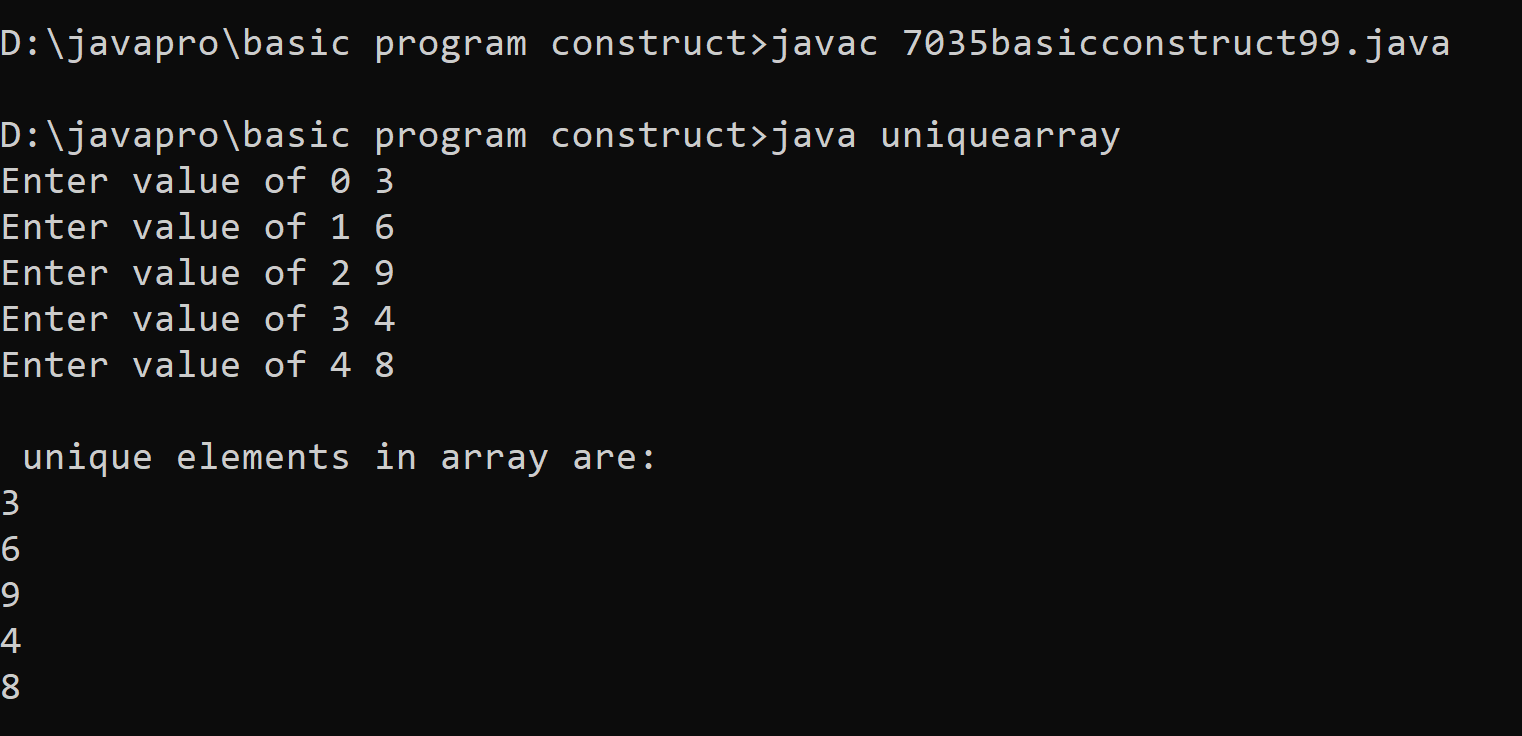 D:\javapro\basic program construct>javac 7035basicconstruct99.java
D:\javapro\basic program construct>java uniquearray
Enter value of 0 3
Enter value of 1 6
Enter value of 2 9
Enter value of 3 4
Enter value of 4 8
unique elements in array are:
3
6
9
4
8